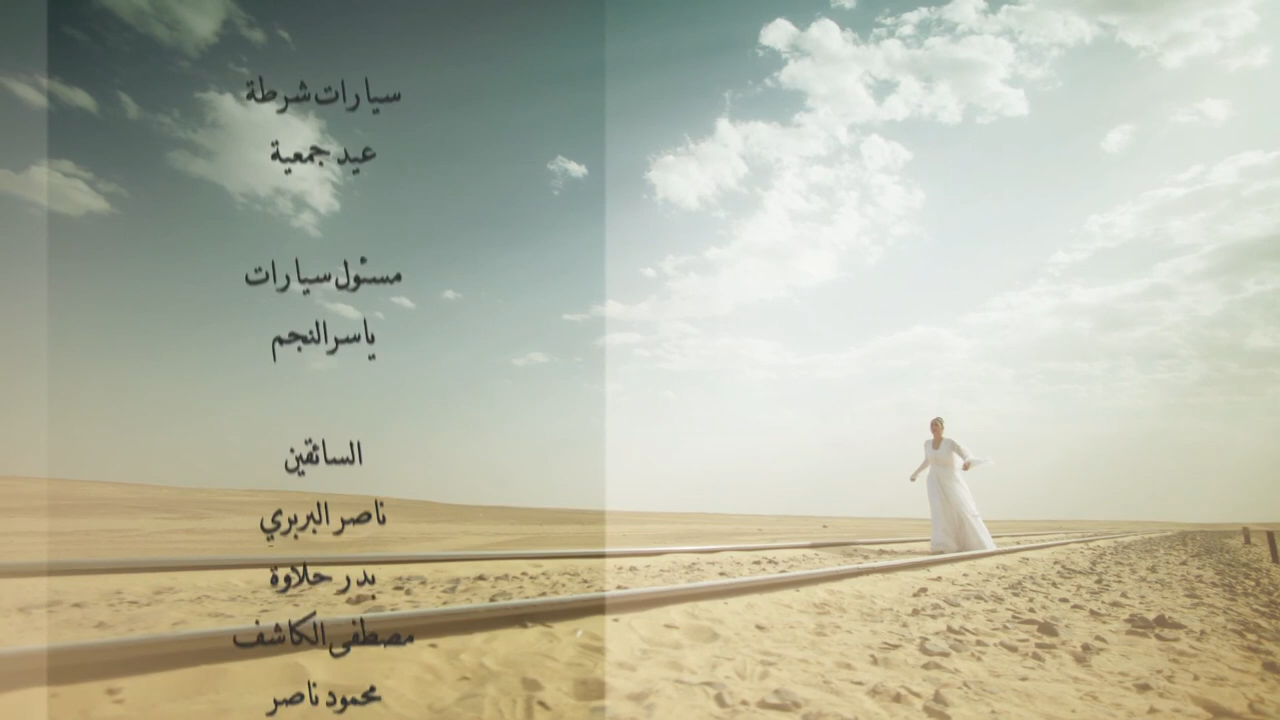 سيارات شرطة
عيد جمعية
مسئول سيارات
ياسر النجم
السائقين
ناصر البربري
بدر حلاوة
مصطفى الكاشف
محمود ناصر